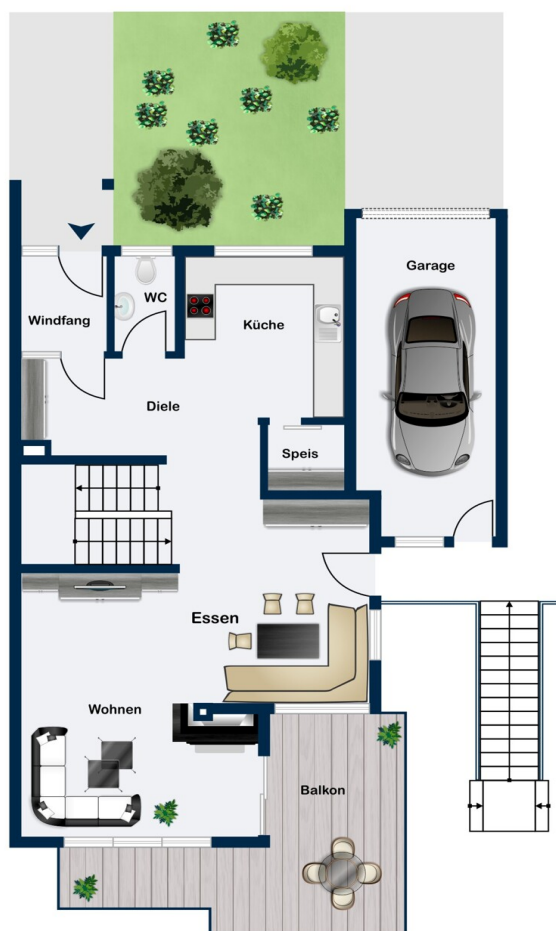 Garage
WC
Windfang
Küche
Diele
Speis
Essen
Wohnen
Balkon